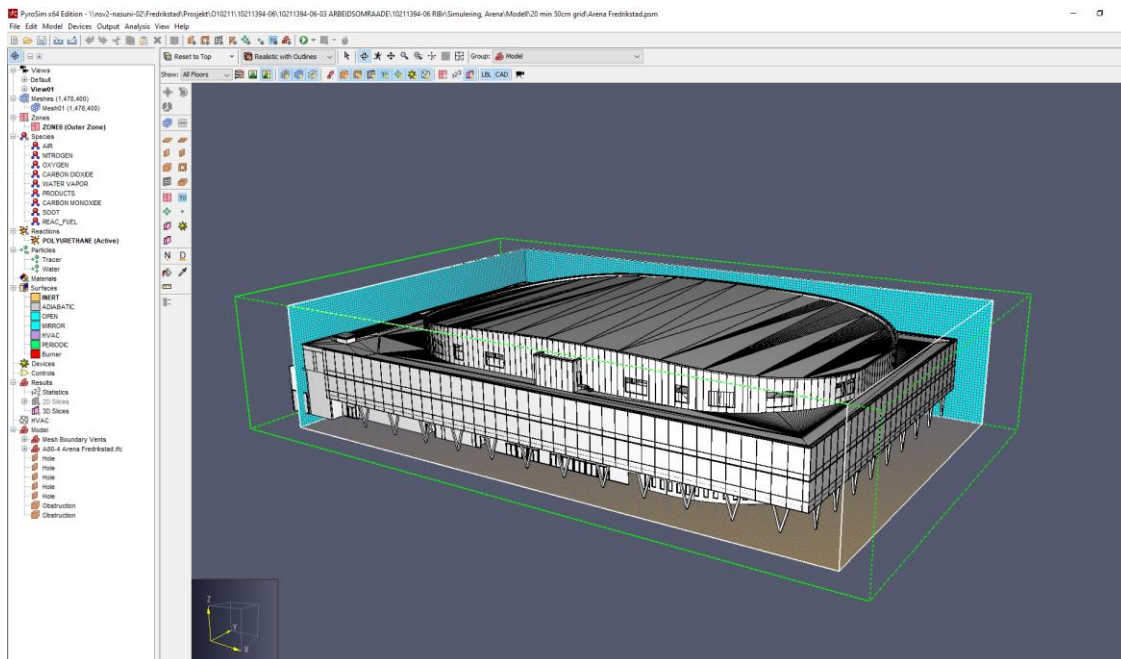 PyroSim x64 Edition - \\nsv2-nasuni-02\Fredrikstad\Prosjekt\O10211\10211394-06\10211394-06-03 ARBEIDSOMRAADE\10211394-06 RIBr\Simulering, Arena\Modell\20 min 50cm grid\Arena Fredrikstad.psm
File Edit Model Devices Output Analysis View Help
Reset to Top Realistic with Outlines Group: Model
Show: All Floors LBL CAD
Views
Default
View01
Meshes (1,478,400)
Mesh01 (1,478,400)
Zones
ZONE0 (Outer Zone)
Species
AIR
NITROGEN
OXYGEN
CARBON DIOXIDE
WATER VAPOR
PRODUCTS
CARBON MONOXIDE
SOOT
REAC_FUEL
Reactions
POLYURETHANE (Active)
Particles
Tracer
Water
Materials
Surfaces
INERT
ADIABATIC
OPEN
MIRROR
HVAC
PERIODIC
Burner
Devices
Controls
Results
Statistics
2D Slices
3D Slices
HVAC
Model
Mesh Boundary Vents
A80-4 Arena Fredrikstad.ifc
Hole
Hole
Hole
Hole
Hole
Obstruction
Obstruction
N D
Z
Y
X